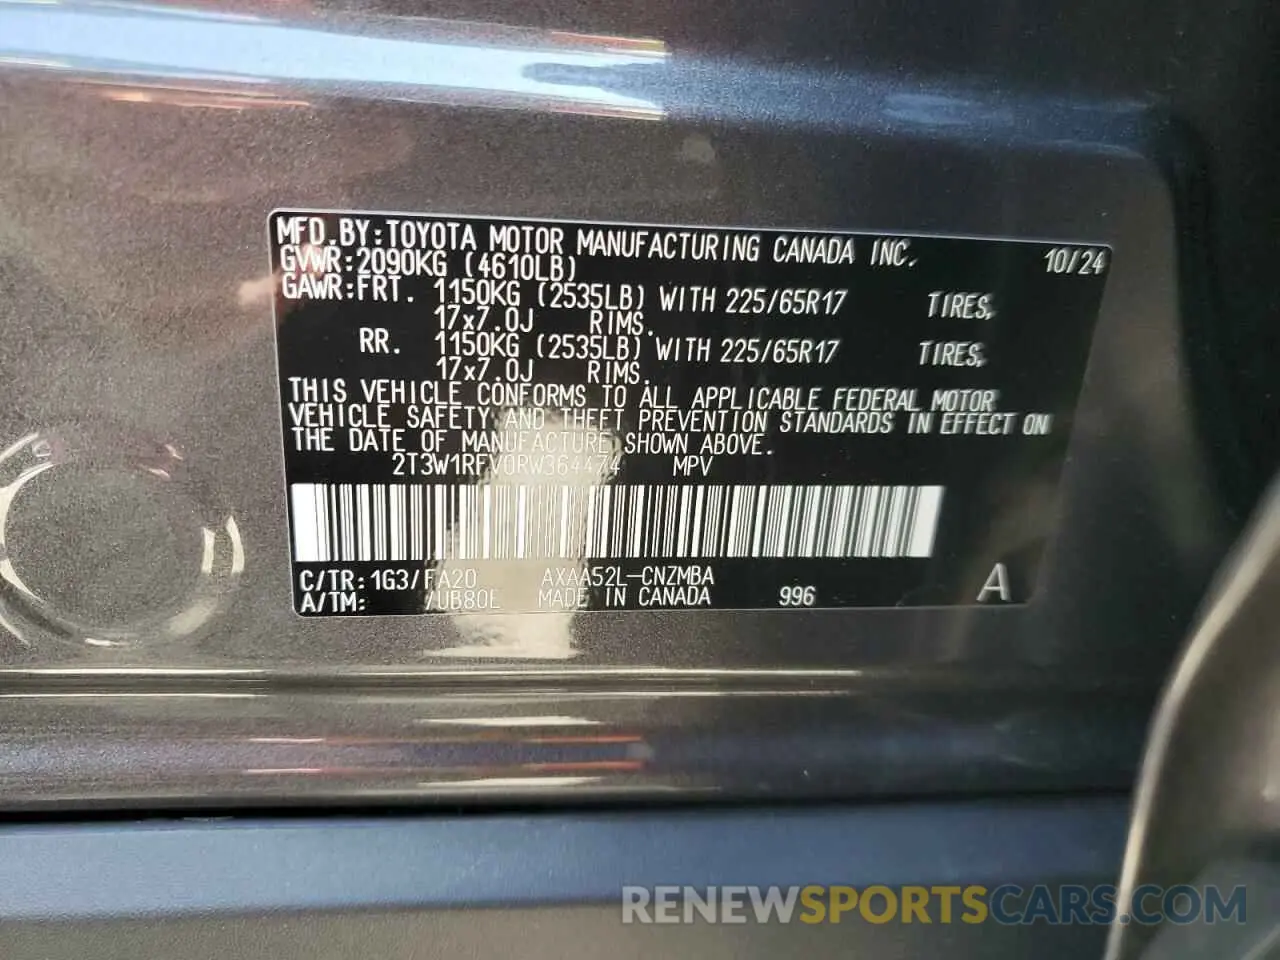 MFD.BY:TOYOTA MOTOR MANUFACTURING CANADA INC. 10/24
GVWR:2090KG (4610LB)
GAWR:FRT. 1150KG (2535LB) WITH 225/65R17 TIRES,
17x7.0J RIMS.
RR. 1150KG (2535LB) WITH 225/65R17 TIRES,
17x7.0J RIMS.
THIS VEHICLE CONFORMS TO ALL APPLICABLE FEDERAL MOTOR
VEHICLE SAFETY AND THEFT PREVENTION STANDARDS IN EFFECT ON
THE DATE OF MANUFACTURE SHOWN ABOVE.
2T3W1RFV0RW364474 MPV
C/TR:1G3/FA20 AXAA52L-CNZMBA
A/TM: /UB80E MADE IN CANADA 996 A
RENEWSPORTSCARS.COM